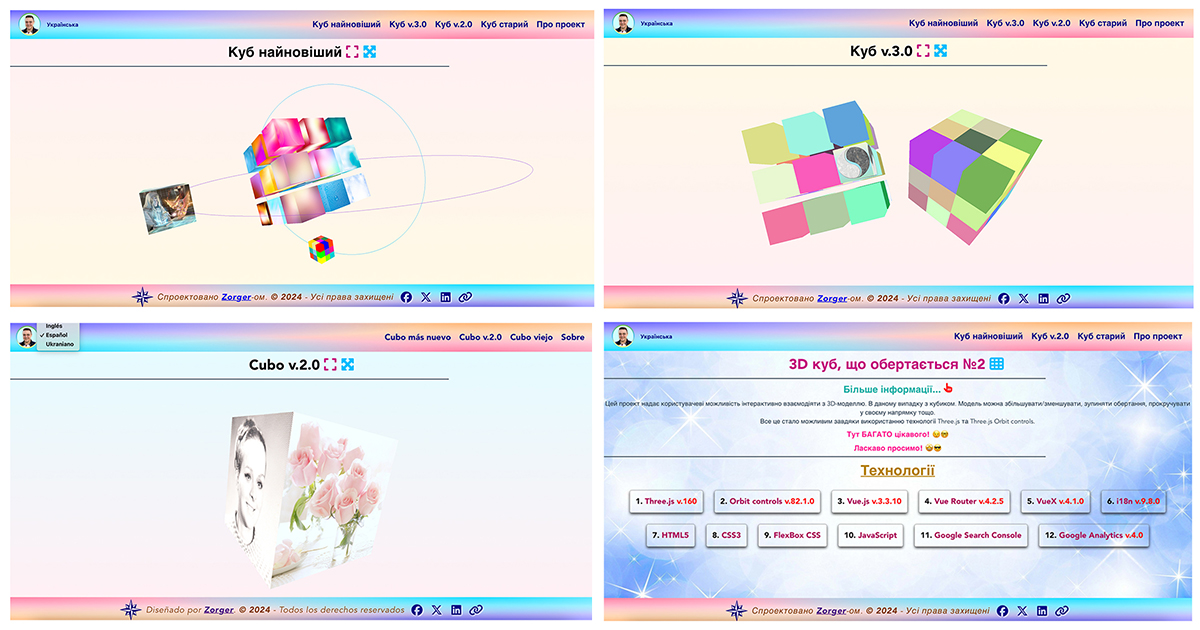 Українська
Куб найновіший Куб v.3.0 Куб v.2.0 Куб старий Про проект
Куб найновіший
Спроектовано Zorger-ом. © 2024 - Усі права захищені
Українська
Куб найновіший Куб v.3.0 Куб v.2.0 Куб старий Про проект
Куб v.3.0
Спроектовано Zorger-ом. © 2024 - Усі права захищені
Inglés
✓ Español
Ukraniano
Cubo más nuevo Cubo v.2.0 Cubo viejo Sobre
Cubo v.2.0
Diseñado por Zorger. © 2024 - Todos los derechos reservados
Українська
Куб найновіший Куб v.2.0 Куб старий Про проект
3D куб, що обертається №2
Більше інформації...
Цей проект надає користувачеві можливість інтерактивно взаємодіяти з 3D-моделлю. В даному випадку з кубиком. Модель можна збільшувати/зменшувати, зупиняти обертання, прокручувати
у своєму напрямку тощо.
Все це стало можливим завдяки використанню технології Three.js та Three.js Orbit controls.
Тут БАГАТО цікавого! 😉🤓
Ласкаво просимо! 🤩😎
Технології
1. Three.js v.160 2. Orbit controls v.82.1.0 3. Vue.js v.3.3.10 4. Vue Router v.4.2.5 5. VueX v.4.1.0 6. i18n v.9.8.0
7. HTML5 8. CSS3 9. FlexBox CSS 10. JavaScript 11. Google Search Console 12. Google Analytics v.4.0
Спроектовано Zorger-ом. © 2024 - Усі права захищені